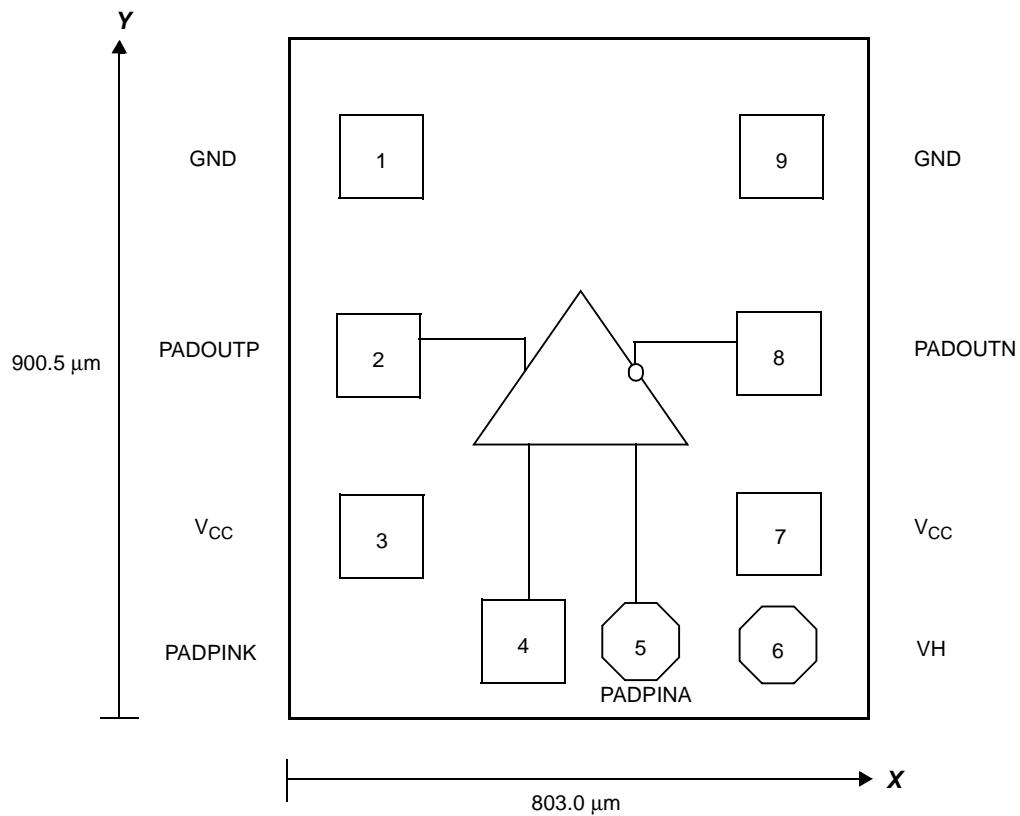 Y
GND
1
9
GND
PADOUTP
2
8
PADOUTN
900.5 μm
VCC
3
7
VCC
PADPINK
4
5
6
VH
PADPINA
X
803.0 μm